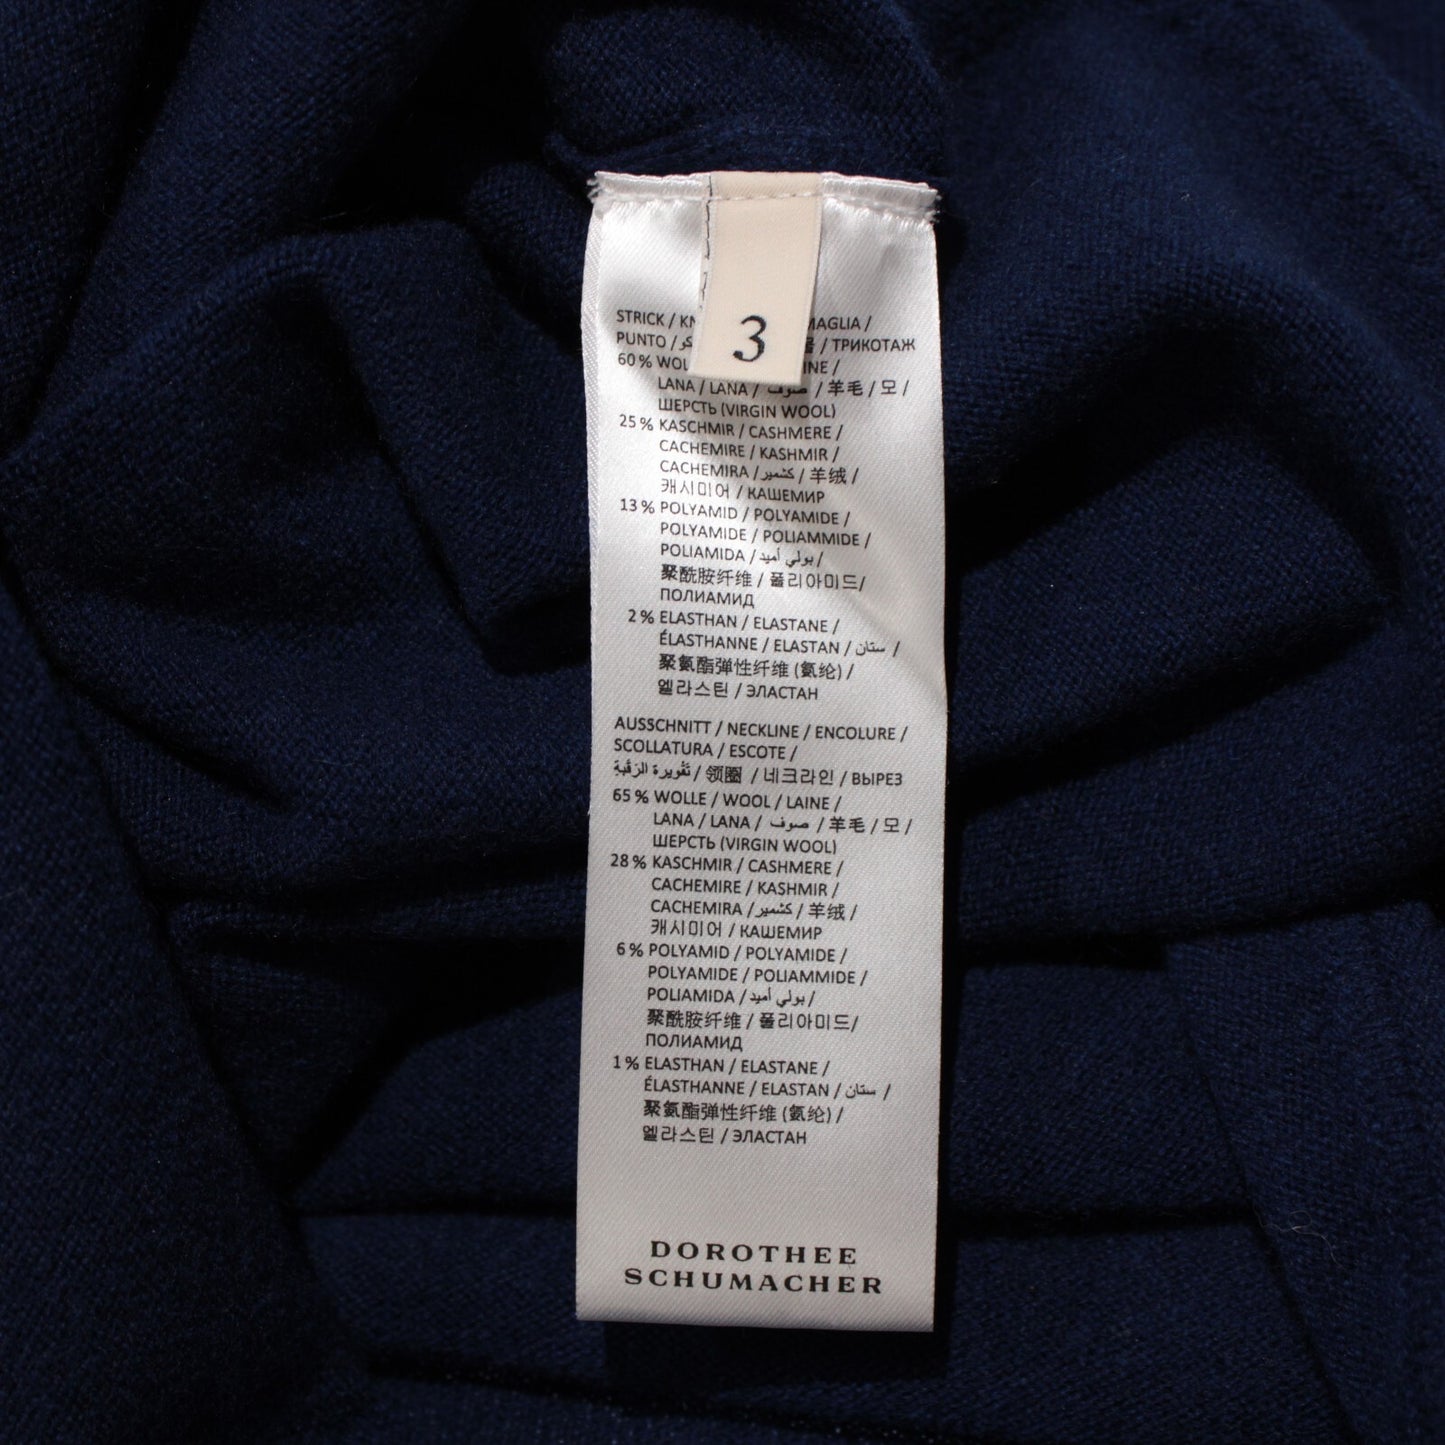 3
STRICK / MAGLIA /
PUNTO / / ТРИКОТАЖ
60 %
LANA / LANA / صوف / 羊毛 / 모 /
ШЕРСТЬ (VIRGIN WOOL)
25 % KASCHMIR / CASHMERE /
CACHEMIRE / KASHMIR /
CACHEMIRA / كشمير / 羊绒 /
캐시미어 / КАШЕМИР
13 % POLYAMID / POLYAMIDE /
POLYAMIDE / POLIAMMIDE /
POLIAMIDA / بولي أميد /
聚酰胺纤维 / 폴리아미드/
ПОЛИАМИД
2 % ELASTHAN / ELASTANE /
ÉLASTHANNE / ELASTAN / ستان /
聚氨酯弹性纤维 (氨纶) /
엘라스틴 / ЭЛАСТАН
AUSSCHNITT / NECKLINE / ENCOLURE /
SCOLLATURA / ESCOTE /
تقويرة الرقبة / 领圈 / 네크라인 / ВЫРЕЗ
65 % WOLLE / WOOL / LAINE /
LANA / LANA / صوف / 羊毛 / 모 /
ШЕРСТЬ (VIRGIN WOOL)
28 % KASCHMIR / CASHMERE /
CACHEMIRE / KASHMIR /
CACHEMIRA / كشمير / 羊绒 /
캐시미어 / КАШЕМИР
6 % POLYAMID / POLYAMIDE /
POLYAMIDE / POLIAMMIDE /
POLIAMIDA / بولي أميد /
聚酰胺纤维 / 폴리아미드/
ПОЛИАМИД
1 % ELASTHAN / ELASTANE /
ÉLASTHANNE / ELASTAN / ستان /
聚氨酯弹性纤维 (氨纶) /
엘라스틴 / ЭЛАСТАН
DOROTHEE
SCHUMACHER